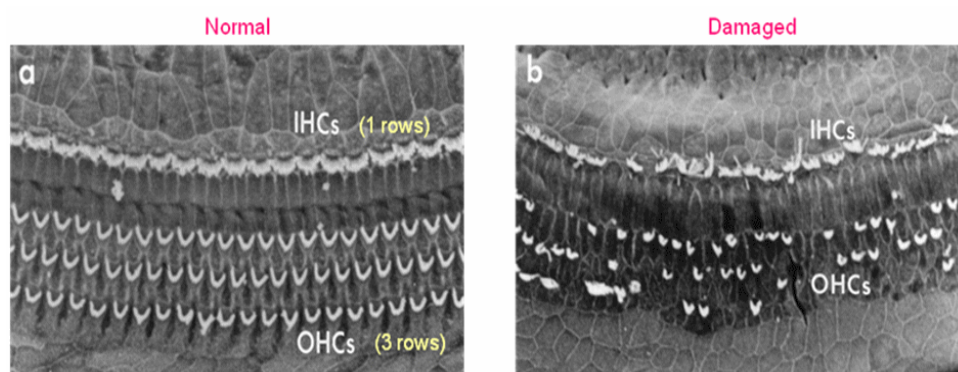 Normal
Damaged
a
IHCs (1 rows)
OHCs (3 rows)
b
IHCs
OHCs